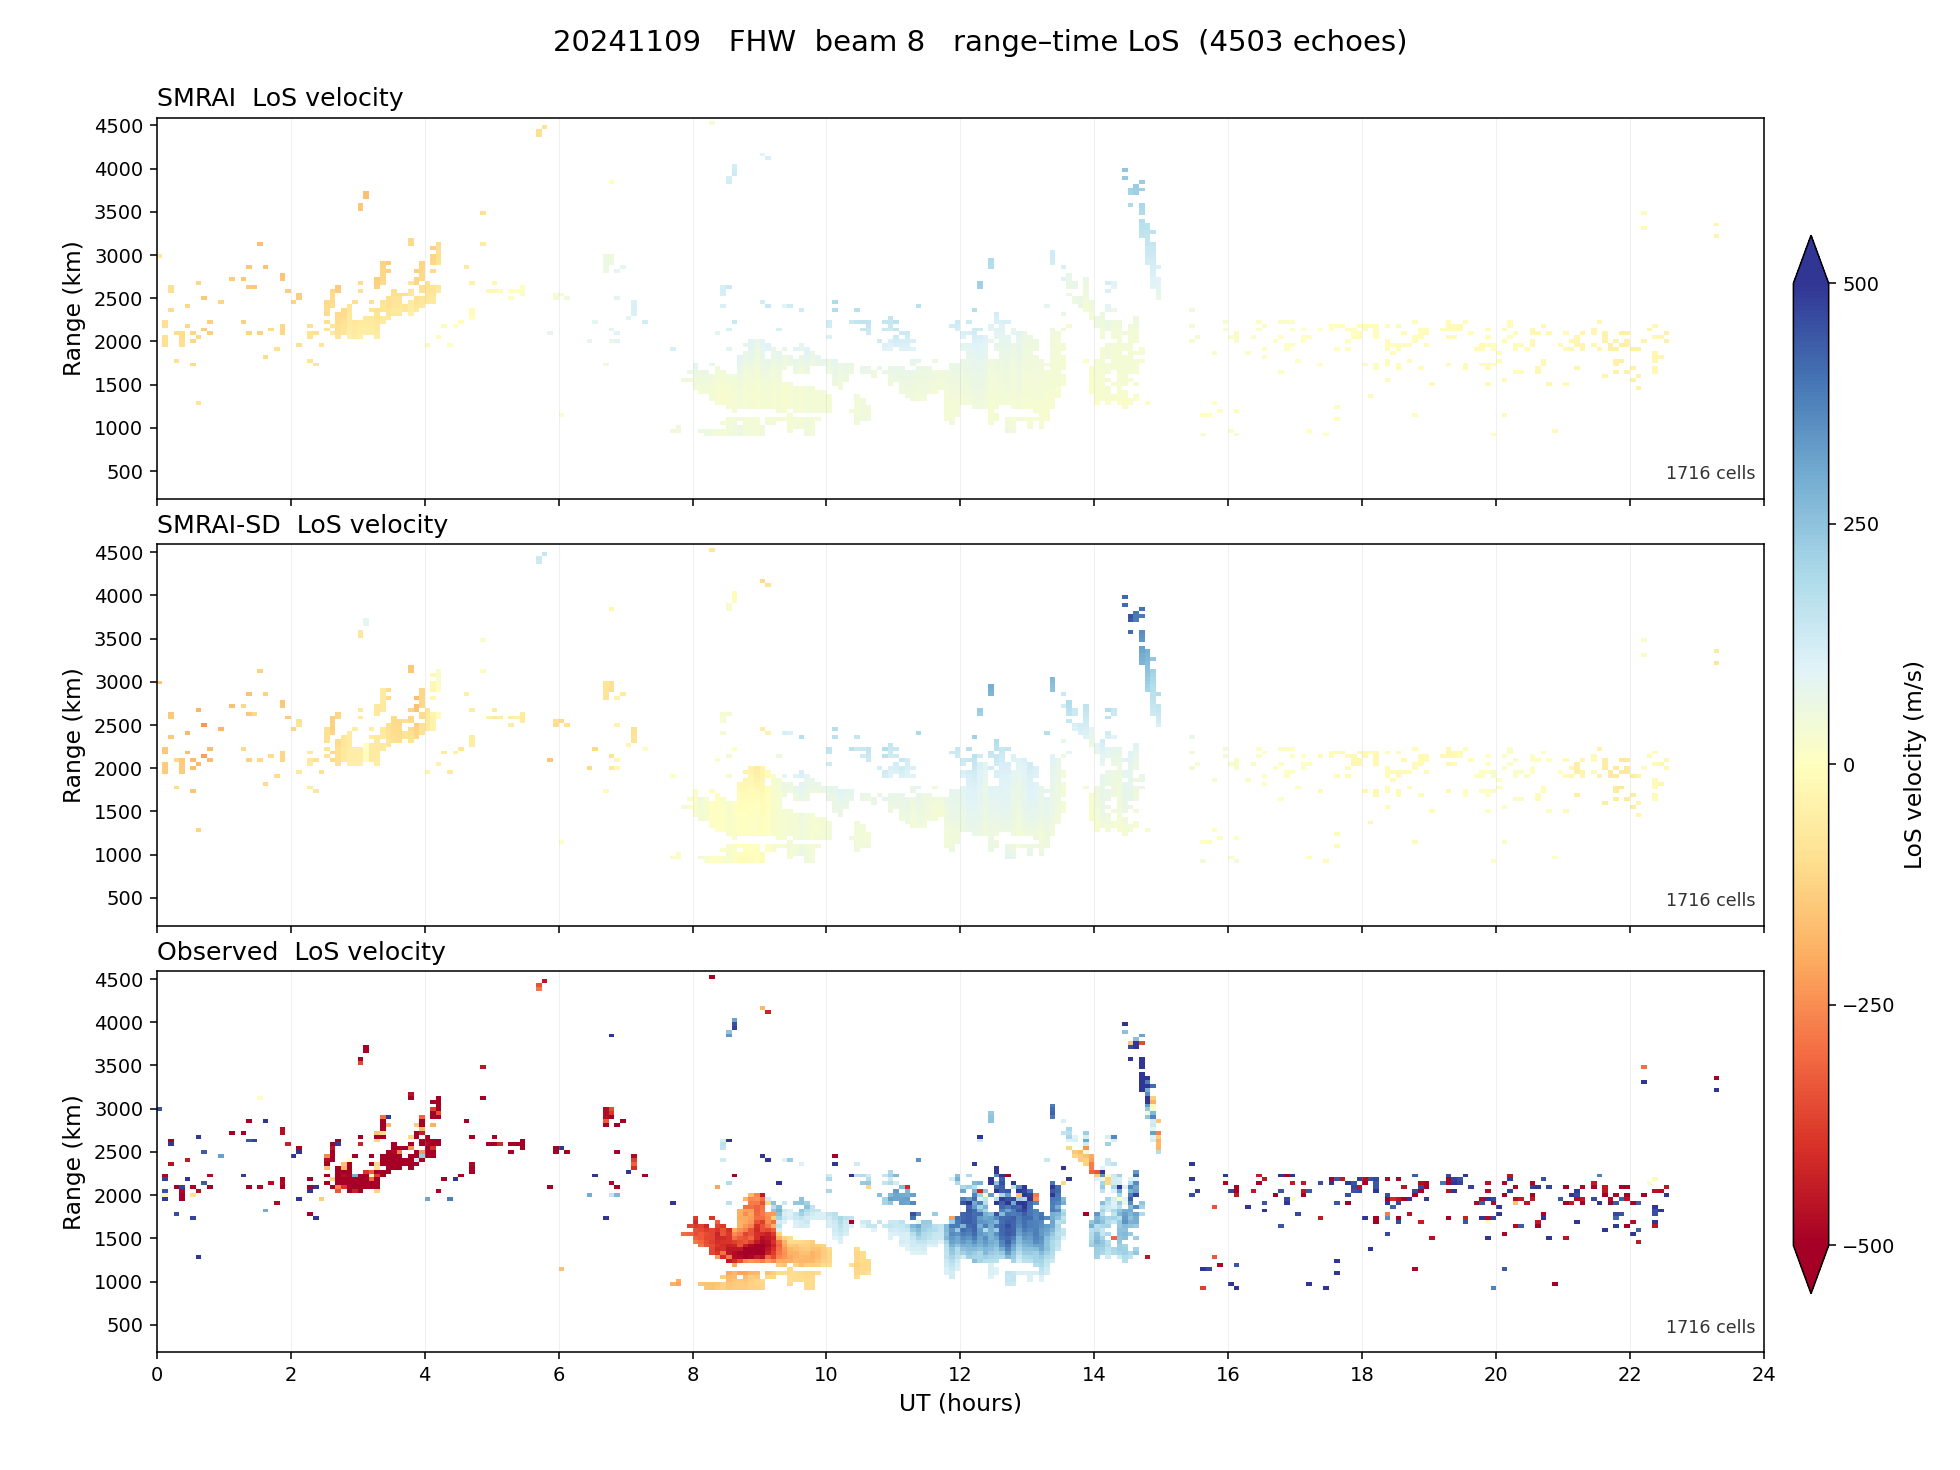 20241109   FHW  beam 8   range–time LoS  (4503 echoes)
SMRAI  LoS velocity
4500
4000
3500
3000
2500
2000
1500
1000
500
Range (km)
1716 cells
SMRAI-SD  LoS velocity
4500
4000
3500
3000
2500
2000
1500
1000
500
Range (km)
1716 cells
Observed  LoS velocity
4500
4000
3500
3000
2500
2000
1500
1000
500
Range (km)
1716 cells
0 2 4 6 8 10 12 14 16 18 20 22 24
UT (hours)
500
250
0
−250
−500
LoS velocity (m/s)